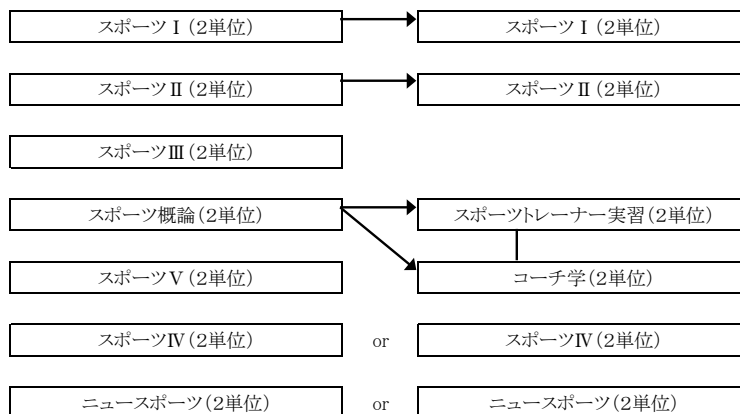 スポーツⅠ(2単位) スポーツⅠ(2単位)
スポーツⅡ(2単位) スポーツⅡ(2単位)
スポーツⅢ(2単位)
スポーツ概論(2単位) スポーツトレーナー実習(2単位)
スポーツⅤ(2単位) コーチ学(2単位)
スポーツⅣ(2単位) or スポーツⅣ(2単位)
ニュースポーツ(2単位) or ニュースポーツ(2単位)